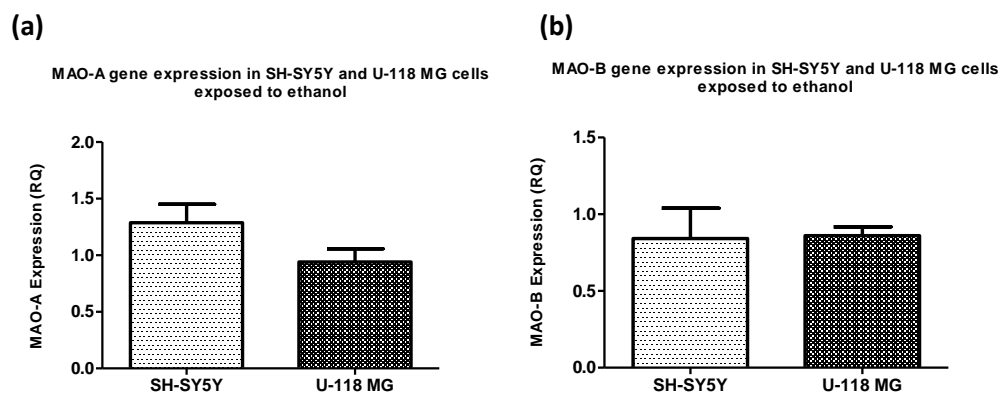 (a)
MAO-A gene expression in SH-SY5Y and U-118 MG cells
exposed to ethanol
2.0
1.5
1.0
0.5
0.0
MAO-A Expression (RQ)
SH-SY5Y
U-118 MG
(b)
MAO-B gene expression in SH-SY5Y and U-118 MG cells
exposed to ethanol
1.5
1.0
0.5
0.0
MAO-B Expression (RQ)
SH-SY5Y
U-118 MG